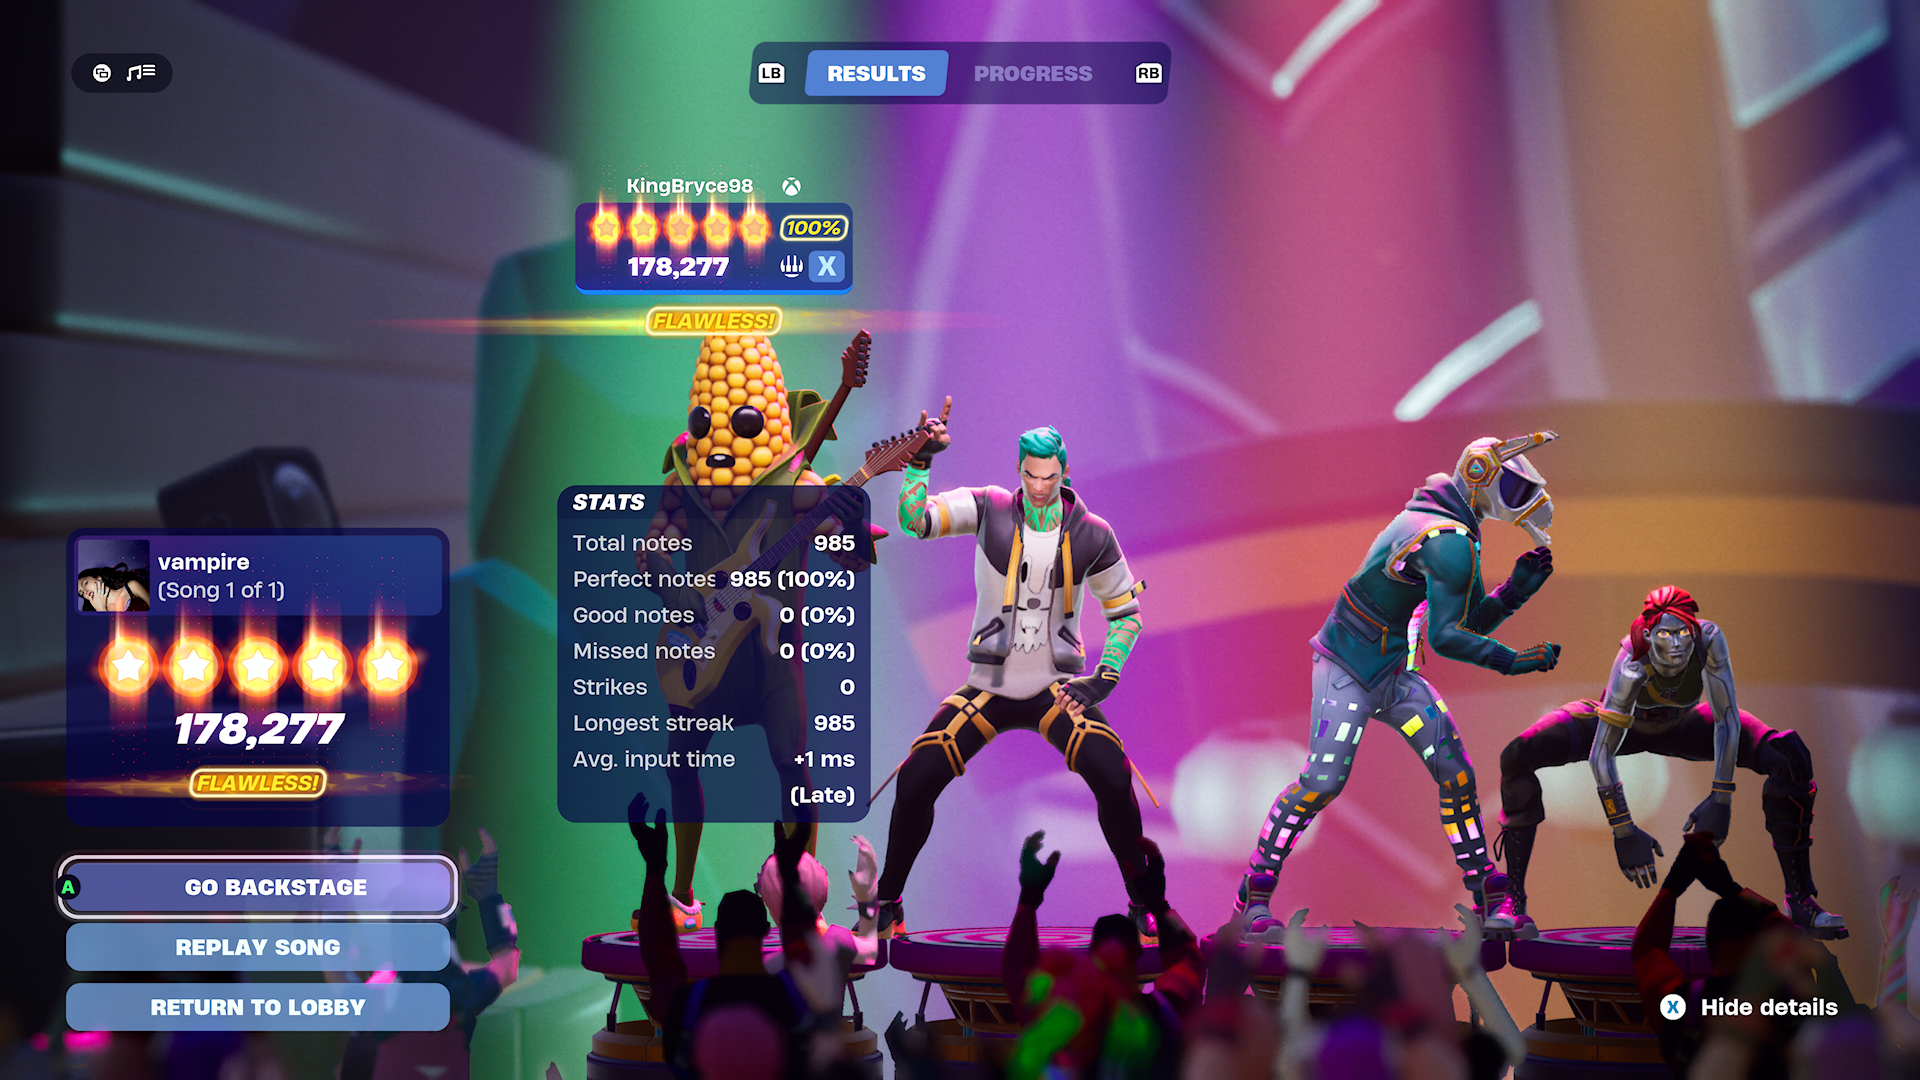 LB
RESULTS
PROGRESS
RB
KingBryce98
100%
178,277
X
FLAWLESS!
STATS
Total notes 985
Perfect notes 985 (100%)
Good notes 0 (0%)
Missed notes 0 (0%)
Strikes 0
Longest streak 985
Avg. input time +1 ms
(Late)
vampire
(Song 1 of 1)
178,277
FLAWLESS!
A GO BACKSTAGE
REPLAY SONG
RETURN TO LOBBY
X Hide details